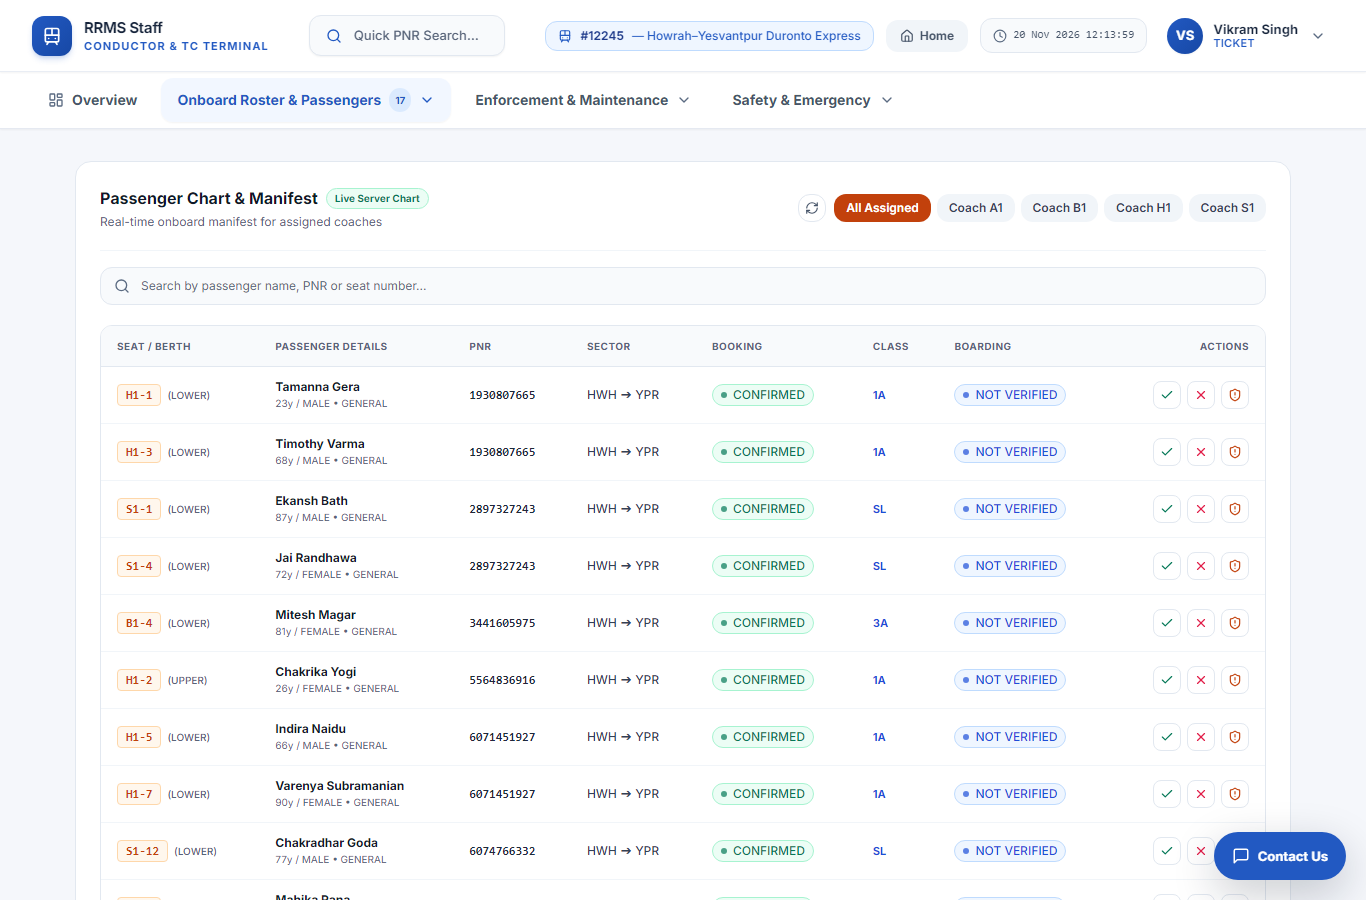 RRMS Staff
CONDUCTOR & TC TERMINAL
Quick PNR Search...
#12245 — Howrah–Yesvantpur Duronto Express
Home
20 Nov 2026 12:13:59
VS
Vikram Singh
TICKET
Overview
Onboard Roster & Passengers 17
Enforcement & Maintenance
Safety & Emergency
Passenger Chart & Manifest Live Server Chart
Real-time onboard manifest for assigned coaches
All Assigned Coach A1 Coach B1 Coach H1 Coach S1
Search by passenger name, PNR or seat number...
SEAT / BERTH PASSENGER DETAILS PNR SECTOR BOOKING CLASS BOARDING ACTIONS
H1-1 (LOWER) Tamanna Gera 1930807665 HWH → YPR CONFIRMED 1A NOT VERIFIED
23y / MALE • GENERAL
H1-3 (LOWER) Timothy Varma 1930807665 HWH → YPR CONFIRMED 1A NOT VERIFIED
68y / MALE • GENERAL
S1-1 (LOWER) Ekansh Bath 2897327243 HWH → YPR CONFIRMED SL NOT VERIFIED
87y / MALE • GENERAL
S1-4 (LOWER) Jai Randhawa 2897327243 HWH → YPR CONFIRMED SL NOT VERIFIED
72y / FEMALE • GENERAL
B1-4 (LOWER) Mitesh Magar 3441605975 HWH → YPR CONFIRMED 3A NOT VERIFIED
81y / FEMALE • GENERAL
H1-2 (UPPER) Chakrika Yogi 5564836916 HWH → YPR CONFIRMED 1A NOT VERIFIED
26y / FEMALE • GENERAL
H1-5 (LOWER) Indira Naidu 6071451927 HWH → YPR CONFIRMED 1A NOT VERIFIED
66y / MALE • GENERAL
H1-7 (LOWER) Varenya Subramanian 6071451927 HWH → YPR CONFIRMED 1A NOT VERIFIED
90y / FEMALE • GENERAL
S1-12 (LOWER) Chakradhar Goda 6074766332 HWH → YPR CONFIRMED SL NOT VERIFIED
77y / MALE • GENERAL
Contact Us